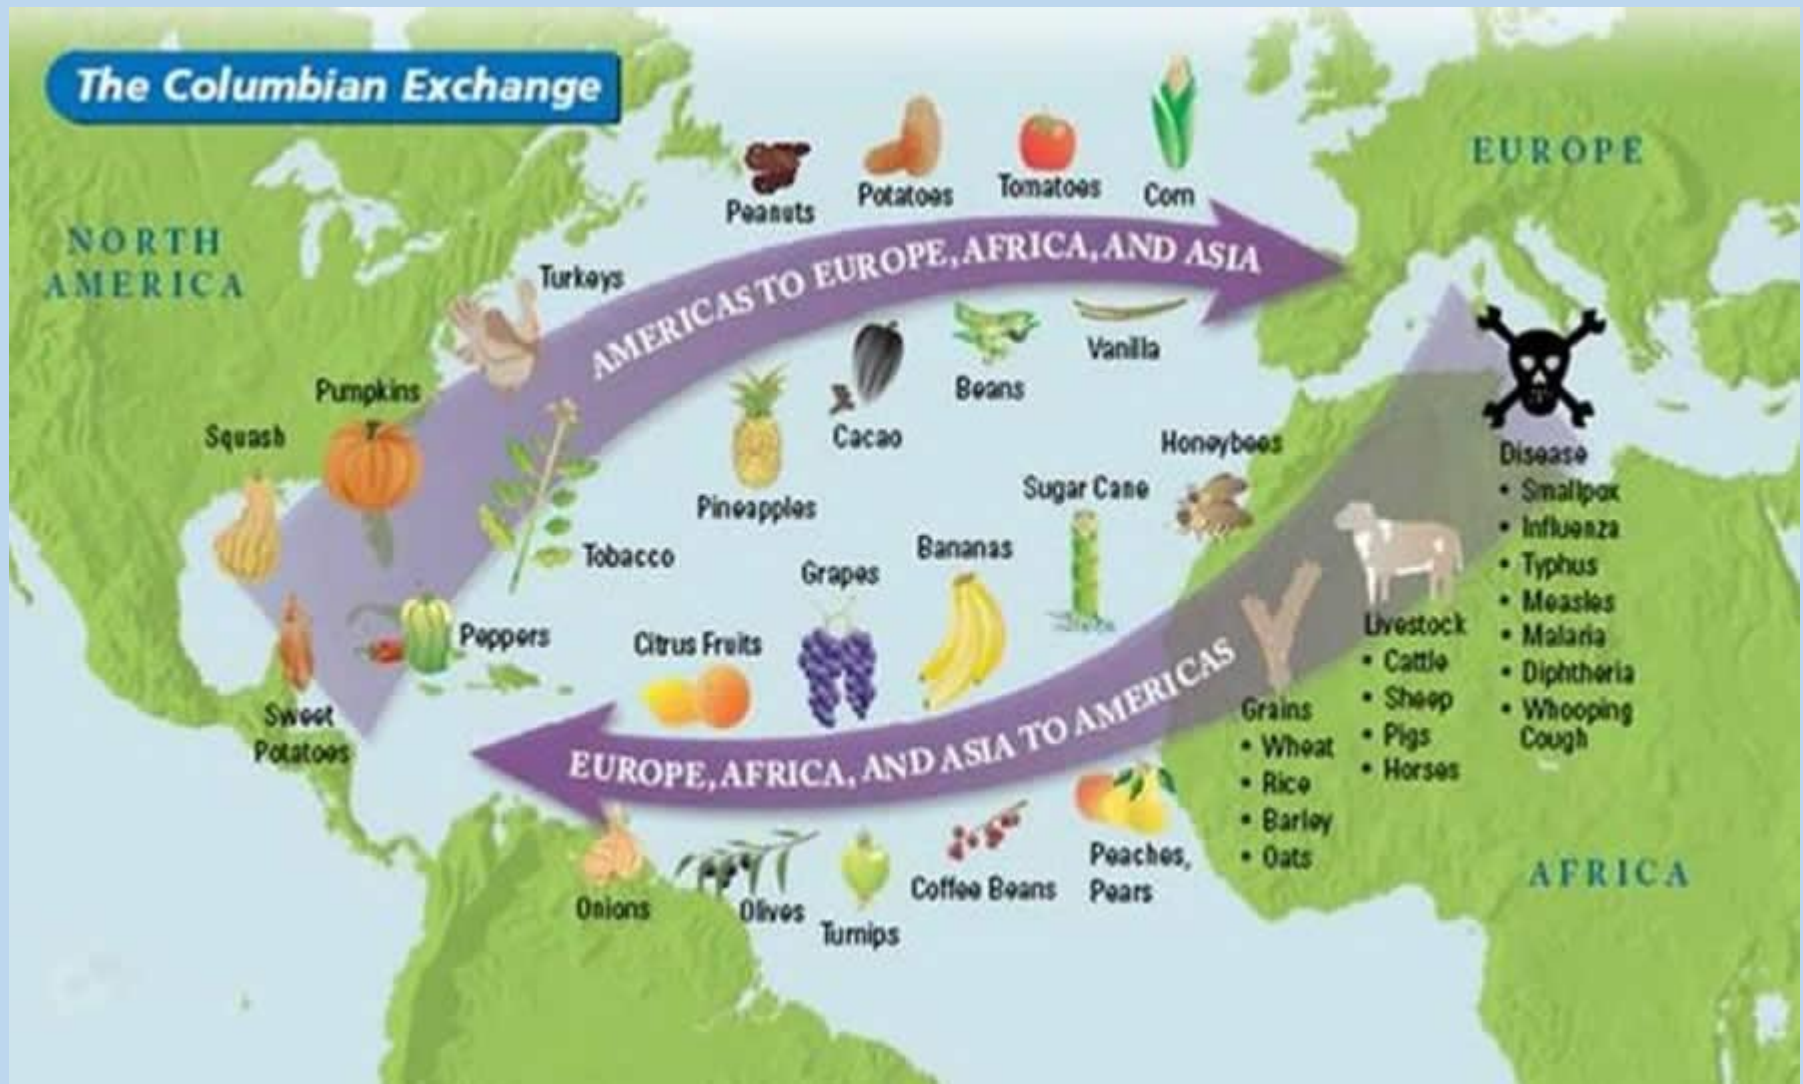 The Columbian Exchange
NORTH
AMERICA
EUROPE
AFRICA
Peanuts
Potatoes
Tomatoes
Corn
AMERICAS TO EUROPE, AFRICA, AND ASIA
Turkeys
Pumpkins
Squash
Tobacco
Peppers
Sweet
Potatoes
Pineapples
Cacao
Beans
Vanilla
Honeybees
Sugar Cane
Bananas
Grapes
Citrus Fruits
EUROPE, AFRICA, AND ASIA TO AMERICAS
Onions
Olives
Turnips
Coffee Beans
Peaches,
Pears
Grains
• Wheat
• Rice
• Barley
• Oats
Livestock
• Cattle
• Sheep
• Pigs
• Horses
Disease
• Smallpox
• Influenza
• Typhus
• Measles
• Malaria
• Diphtheria
• Whooping
Cough